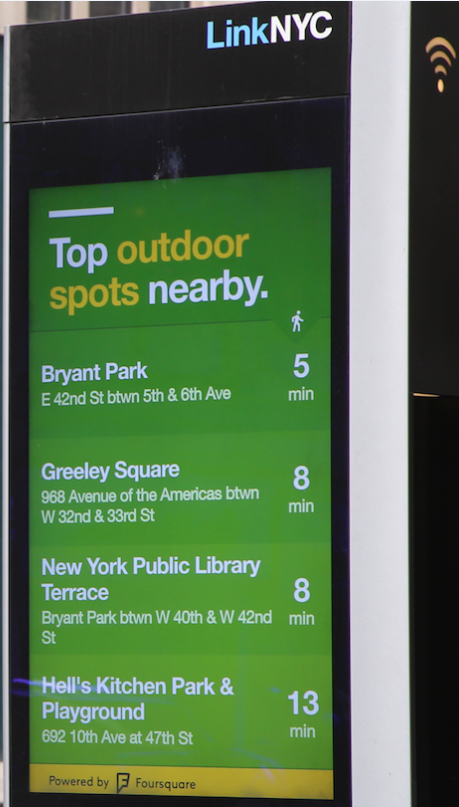 LinkNYC
Top outdoor
spots nearby.
Bryant Park
E 42nd St btwn 5th & 6th Ave
5
min
Greeley Square
968 Avenue of the Americas btwn
W 32nd & 33rd St
8
min
New York Public Library
Terrace
Bryant Park btwn W 40th & W 42nd
St
8
min
Hell's Kitchen Park &
Playground
692 10th Ave at 47th St
13
min
Powered by Foursquare